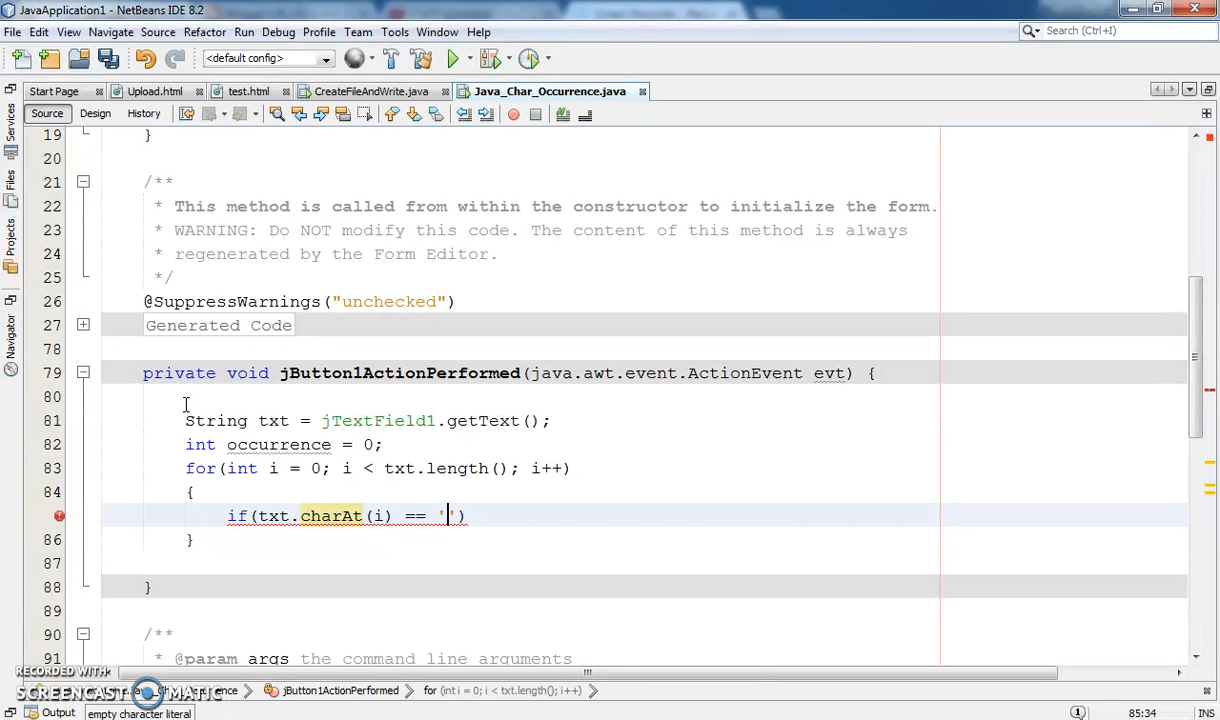 JavaApplication1 - NetBeans IDE 8.2
File Edit View Navigate Source Refactor Run Debug Profile Team Tools Window Help
Search (Ctrl+I)
<default config>
Start Page Upload.html test.html CreateFileAndWrite.java Java_Char_Occurrence.java
Source Design History
Services
Files
Projects
Navigator
19 }
20
21 /**
22 * This method is called from within the constructor to initialize the form.
23 * WARNING: Do NOT modify this code. The content of this method is always
24 * regenerated by the Form Editor.
25 */
26 @SuppressWarnings("unchecked")
27 Generated Code
78
79 private void jButton1ActionPerformed(java.awt.event.ActionEvent evt) {
80
81 String txt = jTextField1.getText();
82 int occurrence = 0;
83 for(int i = 0; i < txt.length(); i++)
84 {
if(txt.charAt(i) == '')
86 }
87
88 }
89
90 /**
91 * @param args the command line arguments
RECORDED WITH
SCREENCAST MATIC
jButton1ActionPerformed
for (int i = 0; i < txt.length(); i++)
Output
empty character literal
1
85:34
INS